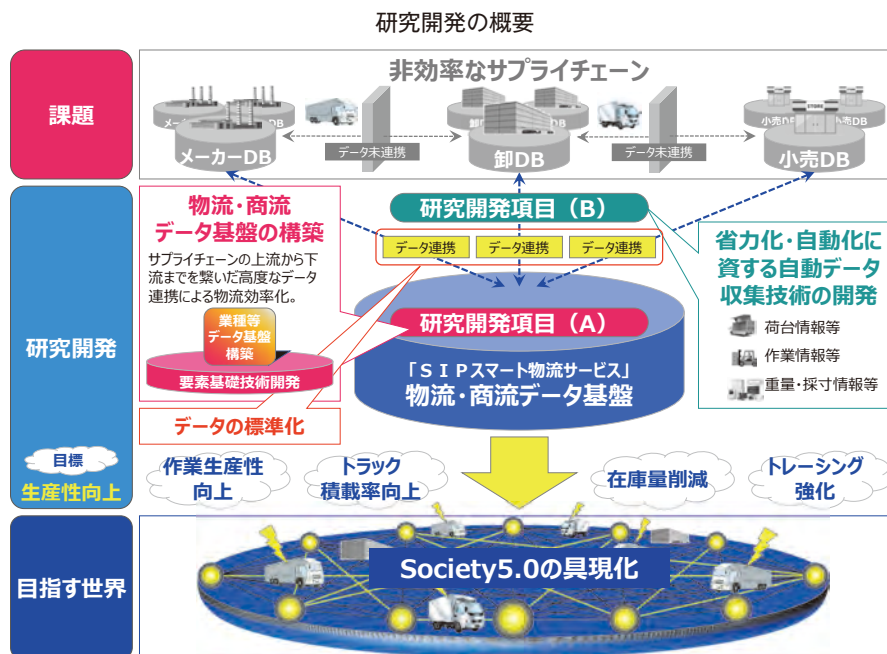 研究開発の概要
課題
非効率なサプライチェーン
メーカーDB
データ未連携
卸DB
データ未連携
小売DB
小売DB
小売DB
STORE
研究開発
物流・商流
データ基盤の構築
サプライチェーンの上流から下
流までを繋いだ高度なデータ
連携による物流効率化。
業種等
データ基盤
構築
要素基礎技術開発
データの標準化
研究開発項目（B）
データ連携
データ連携
データ連携
研究開発項目（A）
「ＳＩＰスマート物流サービス」
物流・商流データ基盤
省力化・自動化に
資する自動データ
収集技術の開発
荷台情報等
作業情報等
重量・採寸情報等
目標
生産性向上
作業生産性
向上
トラック
積載率向上
在庫量削減
トレーシング
強化
目指す世界
Society5.0の具現化